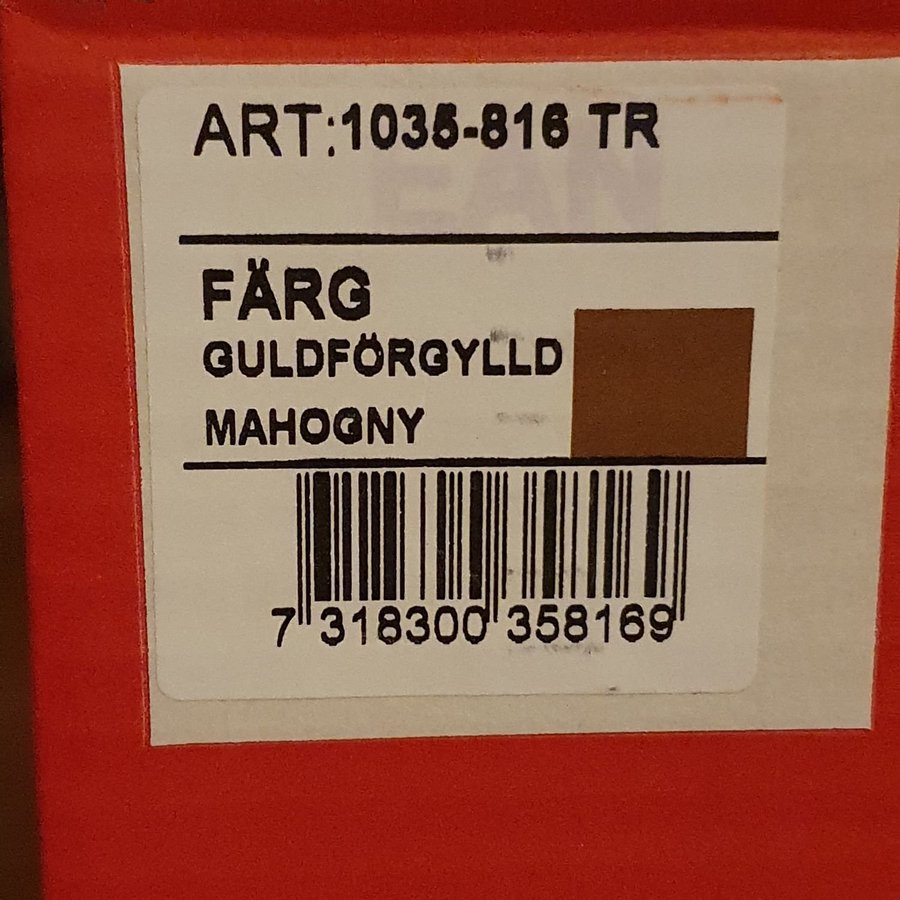 ART:1035-816 TR
FÄRG
GULDFÖRGYLLD
MAHOGNY
7 318300 358169